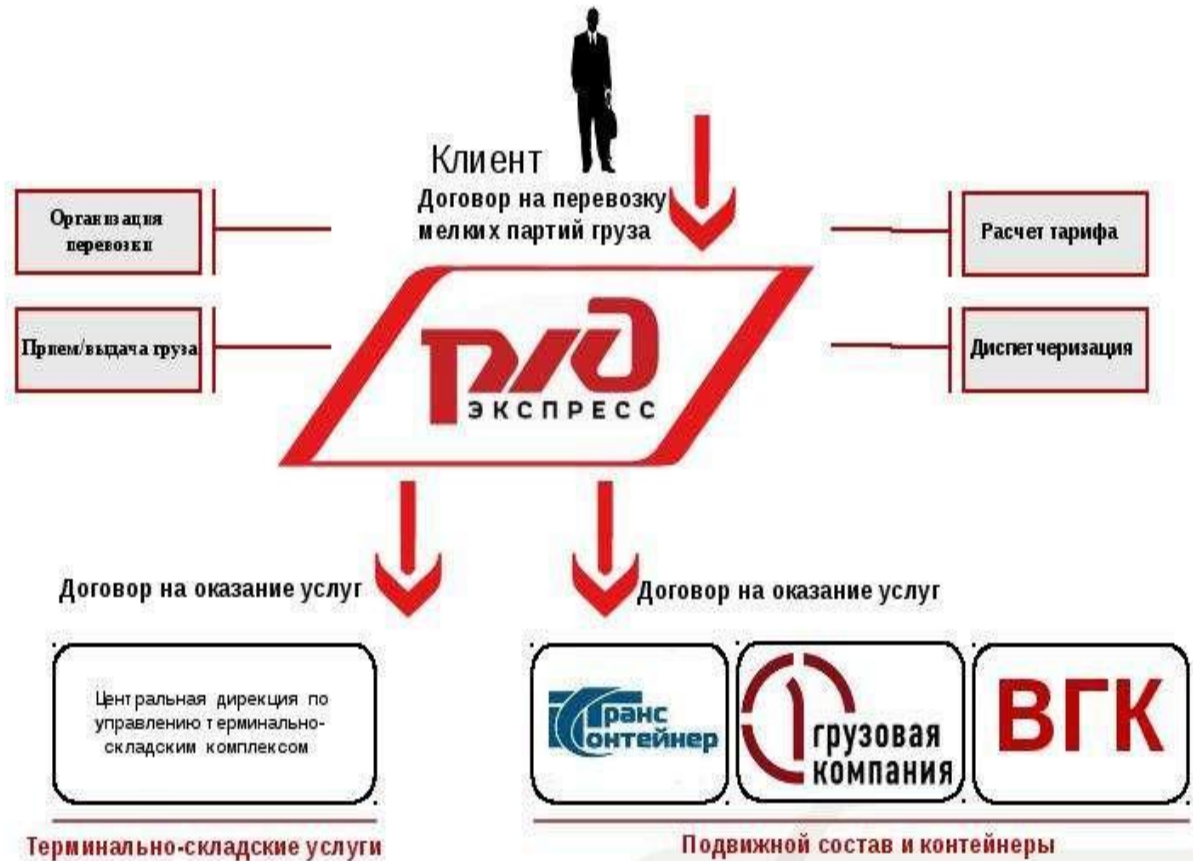 Клиент
Договор на перевозку
мелких партий груза
Организация
перевозки
Прием/выдача груза
Расчет тарифа
Диспетчеризация
РЖД
ЭКСПРЕСС
Договор на оказание услуг
Договор на оказание услуг
Центральная дирекция по
управлению терминально-
складским комплексом
Транс
Контейнер
1 грузовая
компания
ВГК
Терминально-складские услуги
Подвижной состав и контейнеры